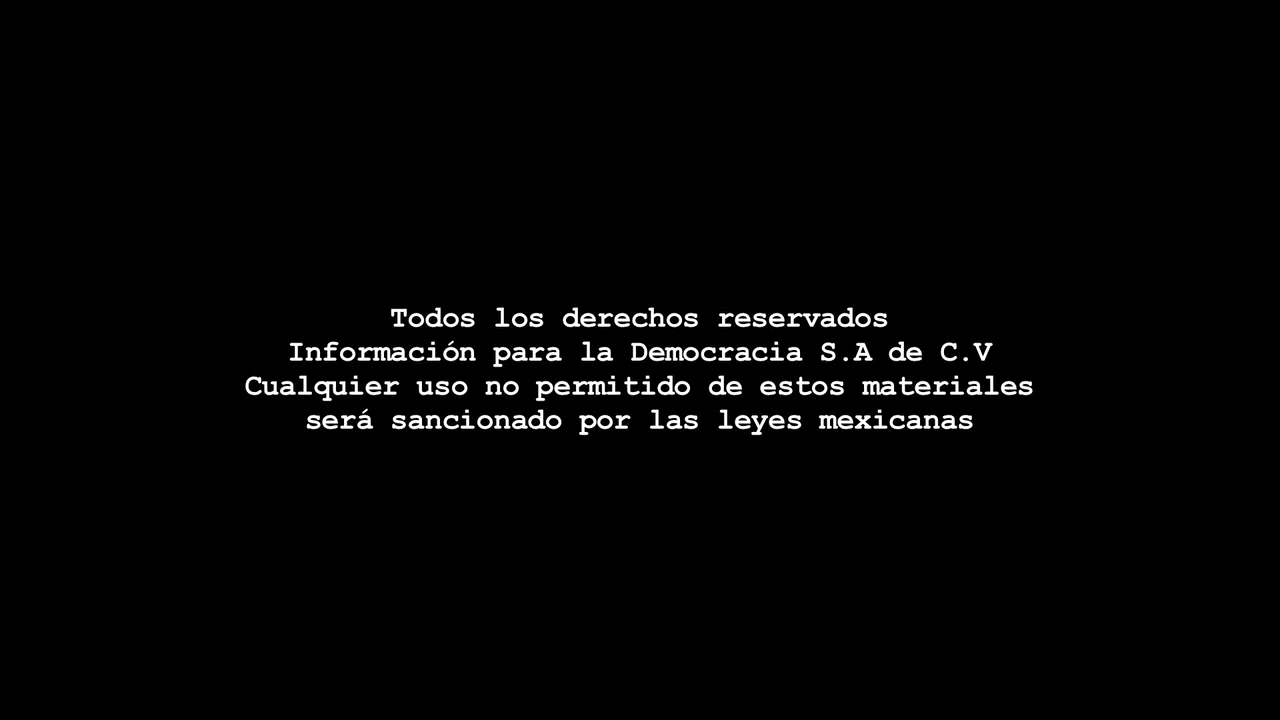 Todos los derechos reservados
Información para la Democracia S.A de C.V
Cualquier uso no permitido de estos materiales
será sancionado por las leyes mexicanas